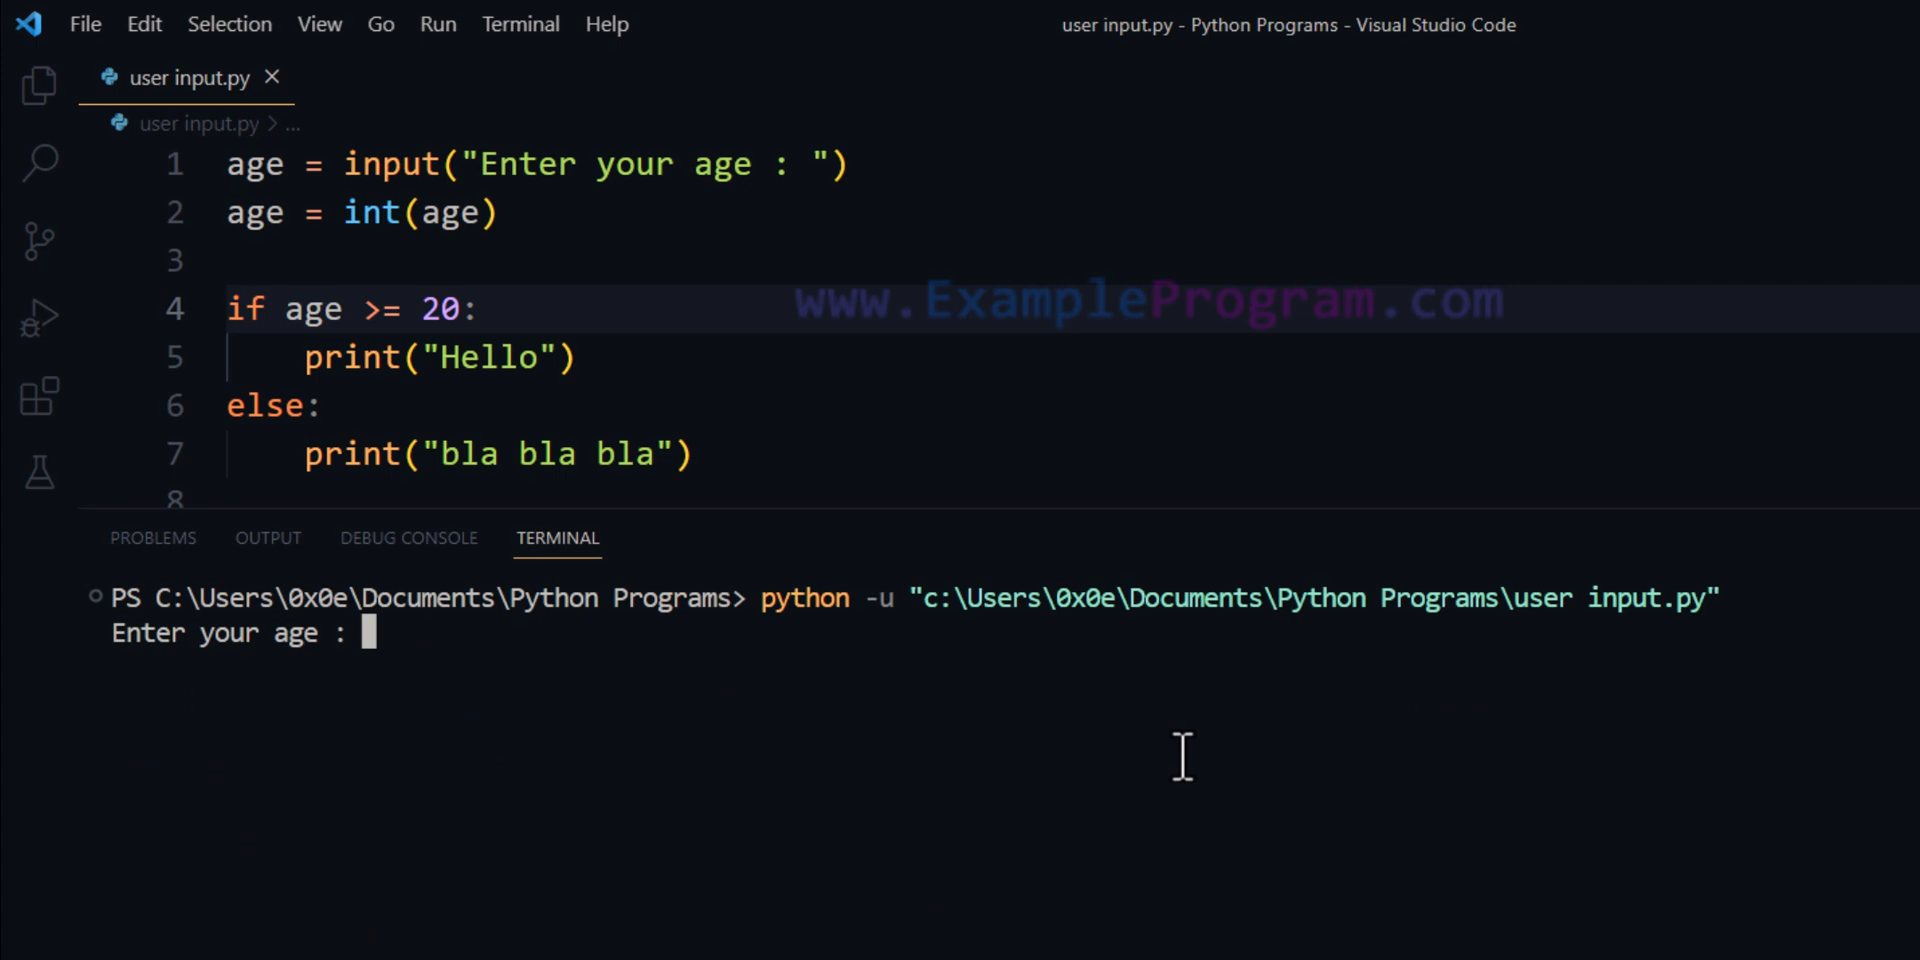 File Edit Selection View Go Run Terminal Help
user input.py - Python Programs - Visual Studio Code
user input.py
user input.py > ...
1 age = input("Enter your age : ")
2 age = int(age)
3
www.ExampleProgram.com
4 if age >= 20:
5     print("Hello")
6 else:
7     print("bla bla bla")
8
PROBLEMS OUTPUT DEBUG CONSOLE TERMINAL
PS C:\Users\0x0e\Documents\Python Programs> python -u "c:\Users\0x0e\Documents\Python Programs\user input.py"
Enter your age :